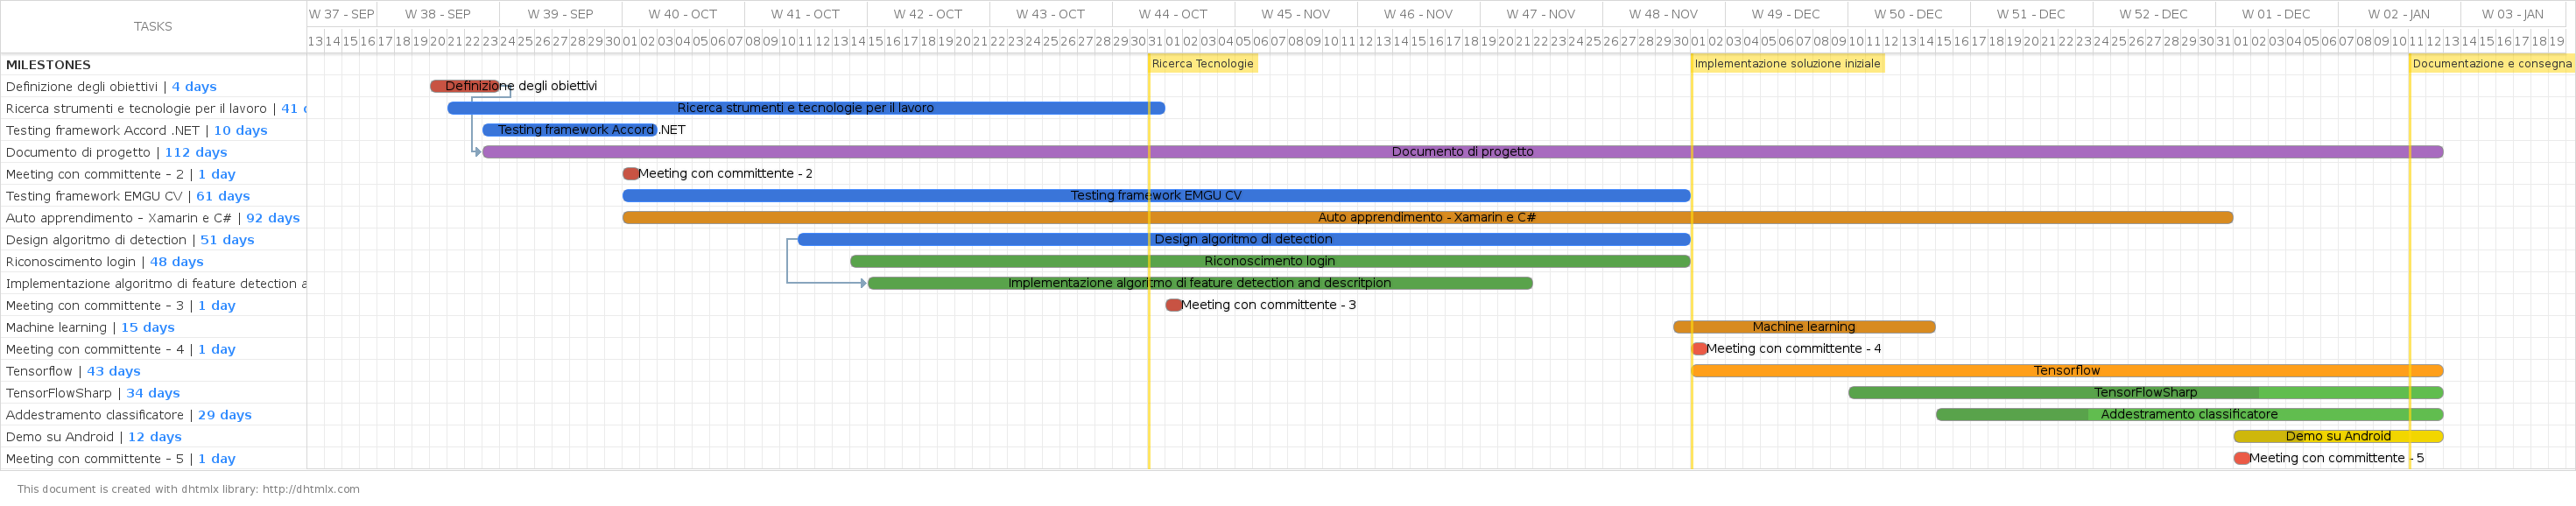 TASKS
W 37 - SEP W 38 - SEP W 39 - SEP W 40 - OCT W 41 - OCT W 42 - OCT W 43 - OCT W 44 - OCT W 45 - NOV W 46 - NOV W 47 - NOV W 48 - NOV W 49 - DEC W 50 - DEC W 51 - DEC W 52 - DEC W 01 - DEC W 02 - JAN W 03 - JAN
13 14 15 16 17 18 19 20 21 22 23 24 25 26 27 28 29 30 01 02 03 04 05 06 07 08 09 10 11 12 13 14 15 16 17 18 19 20 21 22 23 24 25 26 27 28 29 30 31 01 02 03 04 05 06 07 08 09 10 11 12 13 14 15 16 17 18 19 20 21 22 23 24 25 26 27 28 29 30 01 02 03 04 05 06 07 08 09 10 11 12 13 14 15 16 17 18 19 20 21 22 23 24 25 26 27 28 29 30 31 01 02 03 04 05 06 07 08 09 10 11 12 13 14 15 16 17 18 19
MILESTONES Ricerca Tecnologie Implementazione soluzione iniziale Documentazione e consegna
Definizione degli obiettivi | 4 days Definizione degli obiettivi
Ricerca strumenti e tecnologie per il lavoro | 41 Ricerca strumenti e tecnologie per il lavoro
Testing framework Accord .NET | 10 days Testing framework Accord .NET
Documento di progetto | 112 days Documento di progetto
Meeting con committente - 2 | 1 day Meeting con committente - 2
Testing framework EMGU CV | 61 days Testing framework EMGU CV
Auto apprendimento - Xamarin e C# | 92 days Auto apprendimento - Xamarin e C#
Design algoritmo di detection | 51 days Design algoritmo di detection
Riconoscimento login | 48 days Riconoscimento login
Implementazione algoritmo di feature detection a Implementazione algoritmo di feature detection and descritpion
Meeting con committente - 3 | 1 day Meeting con committente - 3
Machine learning | 15 days Machine learning
Meeting con committente - 4 | 1 day Meeting con committente - 4
Tensorflow | 43 days Tensorflow
TensorFlowSharp | 34 days TensorFlowSharp
Addestramento classificatore | 29 days Addestramento classificatore
Demo su Android | 12 days Demo su Android
Meeting con committente - 5 | 1 day Meeting con committente - 5
This document is created with dhtmlx library: http://dhtmlx.com